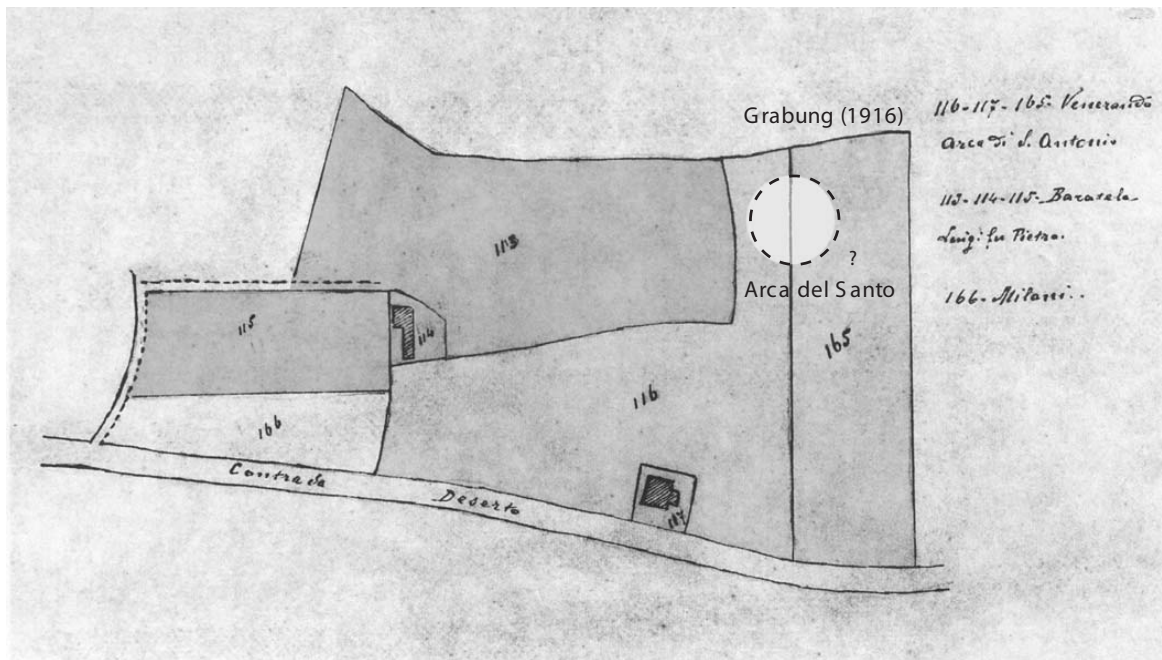 Grabung (1916)
116-117-165- Veneranda
Arca di S. Antonio
113-114-115- Baratela
Luigi fu Pietro.
166- Milani..
113
?
Arca del Santo
115
114
165
116
166
Contrada
Deserto
117